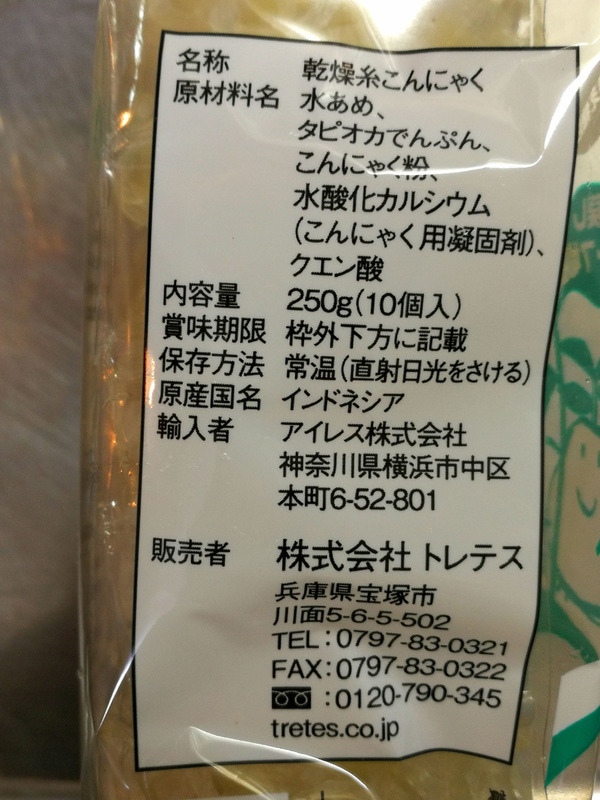 名称 乾燥糸こんにゃく
原材料名 水あめ、
タピオカでんぷん、
こんにゃく粉、
水酸化カルシウム
(こんにゃく用凝固剤)、
クエン酸
内容量 250g(10個入)
賞味期限 枠外下方に記載
保存方法 常温(直射日光をさける)
原産国名 インドネシア
輸入者 アイレス株式会社
神奈川県横浜市中区
本町6-52-801
販売者 株式会社 トレテス
兵庫県宝塚市
川面5-6-5-502
TEL:0797-83-0321
FAX:0797-83-0322
:0120-790-345
tretes.co.jp